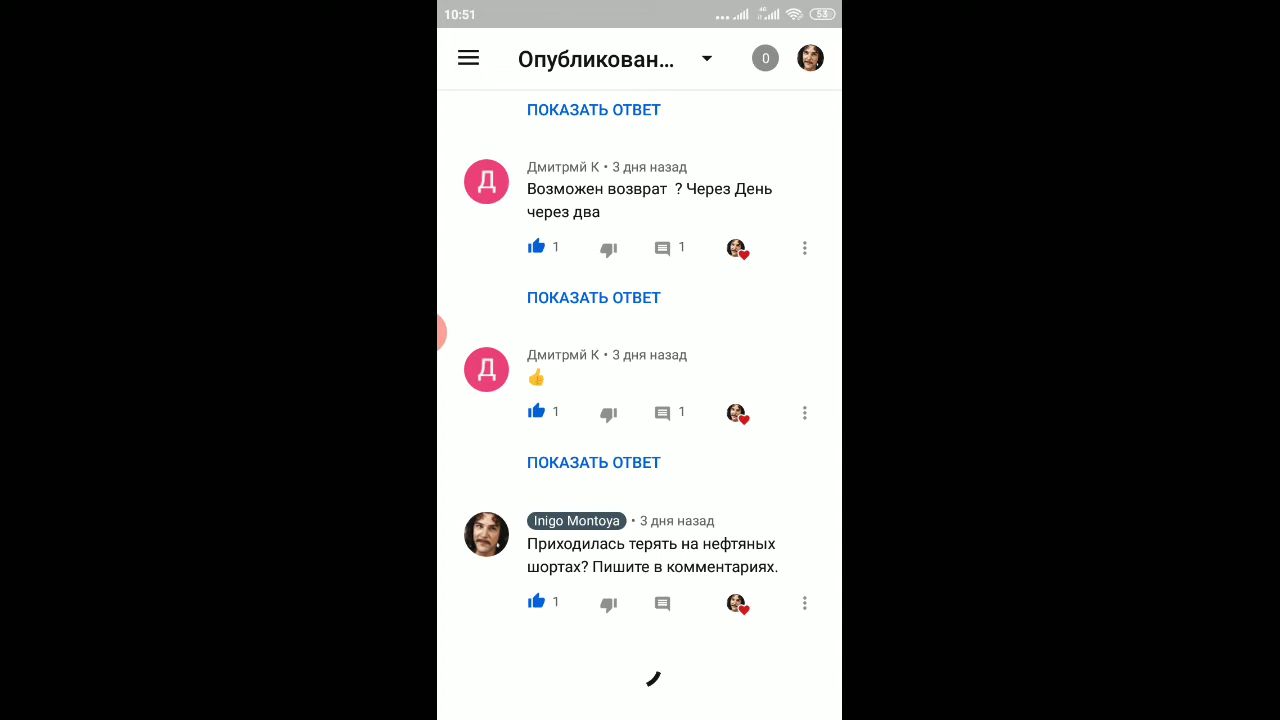 10:51
4G
53
Опубликован...
0
ПОКАЗАТЬ ОТВЕТ
Д
Дмитрмй К • 3 дня назад
Возможен возврат ? Через День
через два
1
1
ПОКАЗАТЬ ОТВЕТ
Д
Дмитрмй К • 3 дня назад
👍
1
1
ПОКАЗАТЬ ОТВЕТ
Inigo Montoya • 3 дня назад
Приходилась терять на нефтяных
шортах? Пишите в комментариях.
1